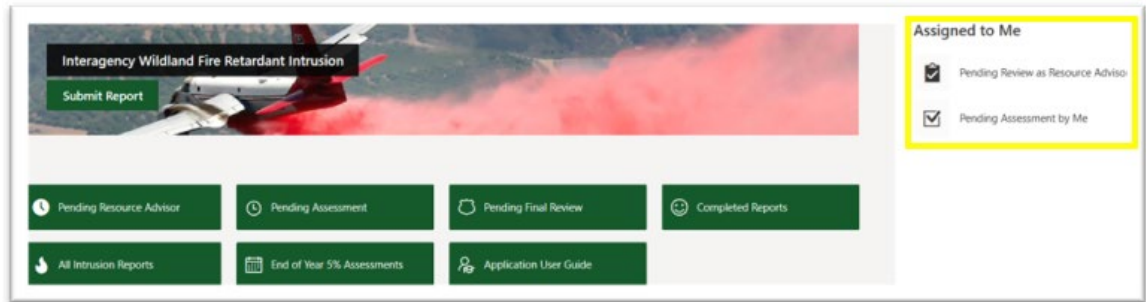 Interagency Wildland Fire Retardant Intrusion
Submit Report
Assigned to Me
Pending Review as Resource Adviso
Pending Assessment by Me
Pending Resource Advisor
Pending Assessment
Pending Final Review
Completed Reports
All Intrusion Reports
End of Year 5% Assessments
Application User Guide